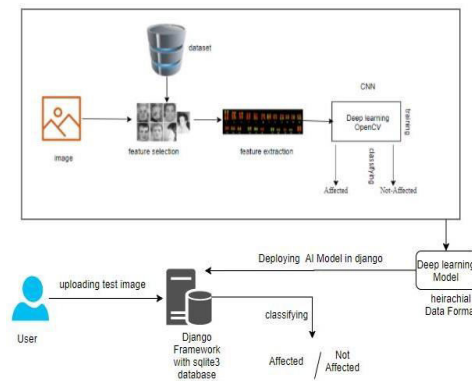 dataset
CNN
Deep learning
OpenCV
training
image
feature selection
feature extraction
classifying
Affected
Not-Affected
Deploying AI Model in django
Deep learning
Model
heirachial
Data Forma
uploading test image
User
classifying
Django
Framework
with sqlite3
database
Affected
/
Not
Affected